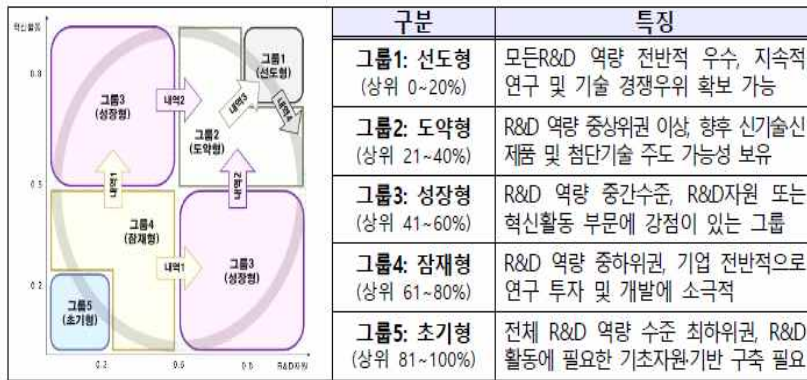 혁신활동
0.8
0.5
0.2
그룹3
(성장형)
내역2
그룹1
(선도형)
내역3
내역4
그룹2
(도약형)
내역1
내역2
그룹4
(잠재형)
내역1
그룹3
(성장형)
그룹5
(초기형)
0.2
R&D자원
구분
특징
그룹1: 선도형
(상위 0~20%)
모든R&D 역량 전반적 우수, 지속적
연구 및 기술 경쟁우위 확보 가능
그룹2: 도약형
(상위 21~40%)
R&D 역량 중상위권 이상, 향후 신기술신
제품 및 첨단기술 주도 가능성 보유
그룹3: 성장형
(상위 41~60%)
R&D 역량 중간수준, R&D자원 또는
혁신활동 부문에 강점이 있는 그룹
그룹4: 잠재형
(상위 61~80%)
R&D 역량 중하위권, 기업 전반적으로
연구 투자 및 개발에 소극적
그룹5: 초기형
(상위 81~100%)
전체 R&D 역량 수준 최하위권, R&D
활동에 필요한 기초자원·기반 구축 필요